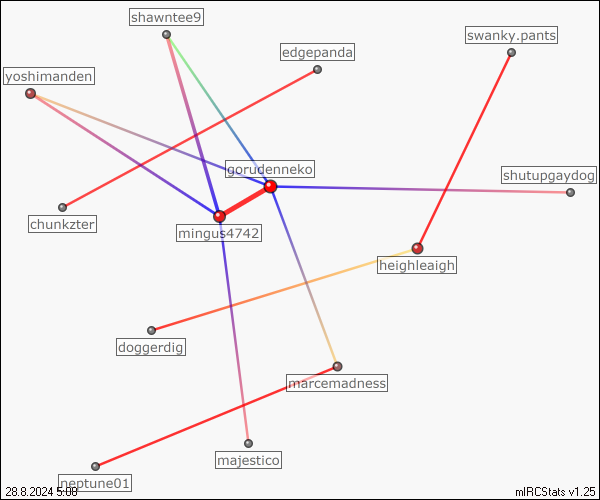 shawntee9
swanky.pants
edgepanda
yoshimanden
gorudenneko
shutupgaydog
chunkzter
mingus4742
heighleaigh
doggerdig
marcemadness
majestico
neptune01
28.8.2024 5:08
mIRCStats v1.25